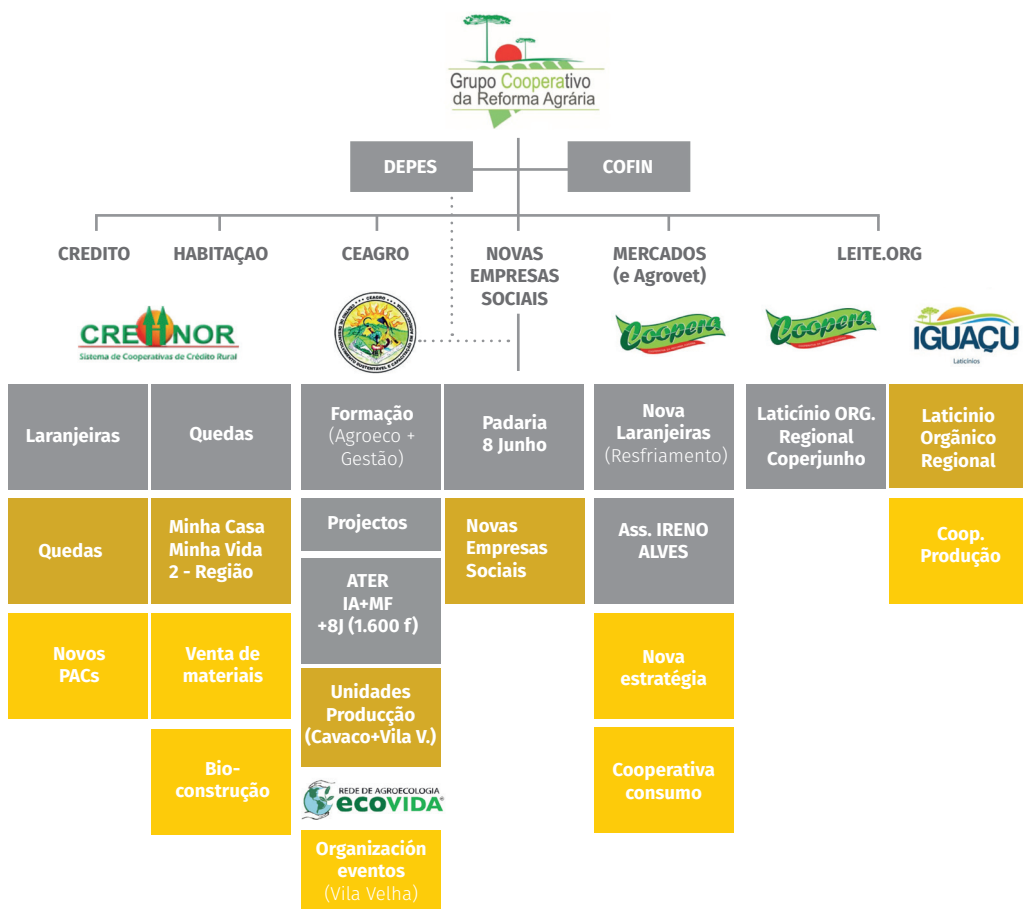 Grupo Cooperativo
da Reforma Agrária
DEPES
COFIN
CREDITO
HABITAÇAO
CEAGRO
NOVAS
EMPRESAS
SOCIAIS
MERCADOS
(e Agrovet)
LEITE.ORG
CREHNOR
Sistema de Cooperativas de Crédito Rural
CEAGRO
Coopera
Coopera
IGUAÇU
Laticínios
Laranjeiras
Quedas
Formação
(Agroeco +
Gestão)
Padaria
8 Junho
Nova
Laranjeiras
(Resfriamento)
Laticínio ORG.
Regional
Coperjunho
Laticinio
Orgãnico
Regional
Quedas
Minha Casa
Minha Vida
2 - Região
Projectos
Novas
Empresas
Sociais
Ass. IRENO
ALVES
Coop.
Produção
ATER
IA+MF
+8J (1.600 f)
Novos
PACs
Venta de
materiais
Nova
estratégia
Unidades
Producção
(Cavaco+Vila V.)
Bio-
construção
Cooperativa
consumo
REDE DE AGROECOLOGIA
ecovida
Organización
eventos
(Vila Velha)